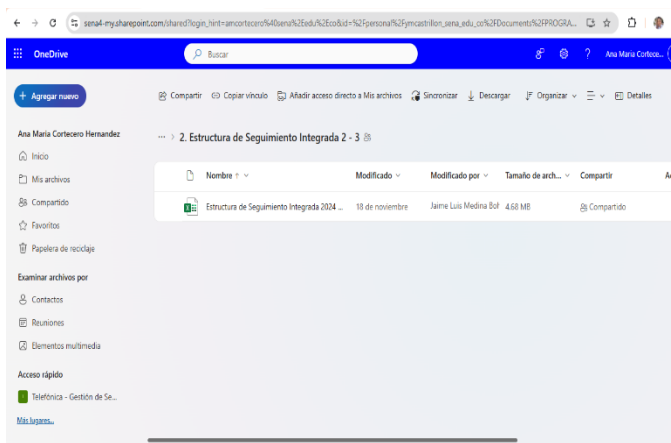 sena4-my.sharepoint.com/shared?login_hint=amcortecero%40sena%2Eedu%2Eco&id=%2Fpersonal%2Fymcastrillon_sena_edu_co%2FDocuments%2FPROGRA...
OneDrive
Buscar
Ana Maria Cortece...
+ Agregar nuevo
Compartir
Copiar vínculo
Añadir acceso directo a Mis archivos
Sincronizar
Descargar
Organizar
Detalles
Ana Maria Cortecero Hernandez
Inicio
Mis archivos
Compartido
Favoritos
Papelera de reciclaje
Examinar archivos por
Contactos
Reuniones
Elementos multimedia
Acceso rápido
Telefónica - Gestión de Se...
Más lugares...
... > 2. Estructura de Seguimiento Integrada 2 - 3
Nombre ↑
Modificado
Modificado por
Tamaño de arch...
Compartir
Estructura de Seguimiento Integrada 2024 ...
18 de noviembre
Jaime Luis Medina Boh
4.68 MB
Compartido